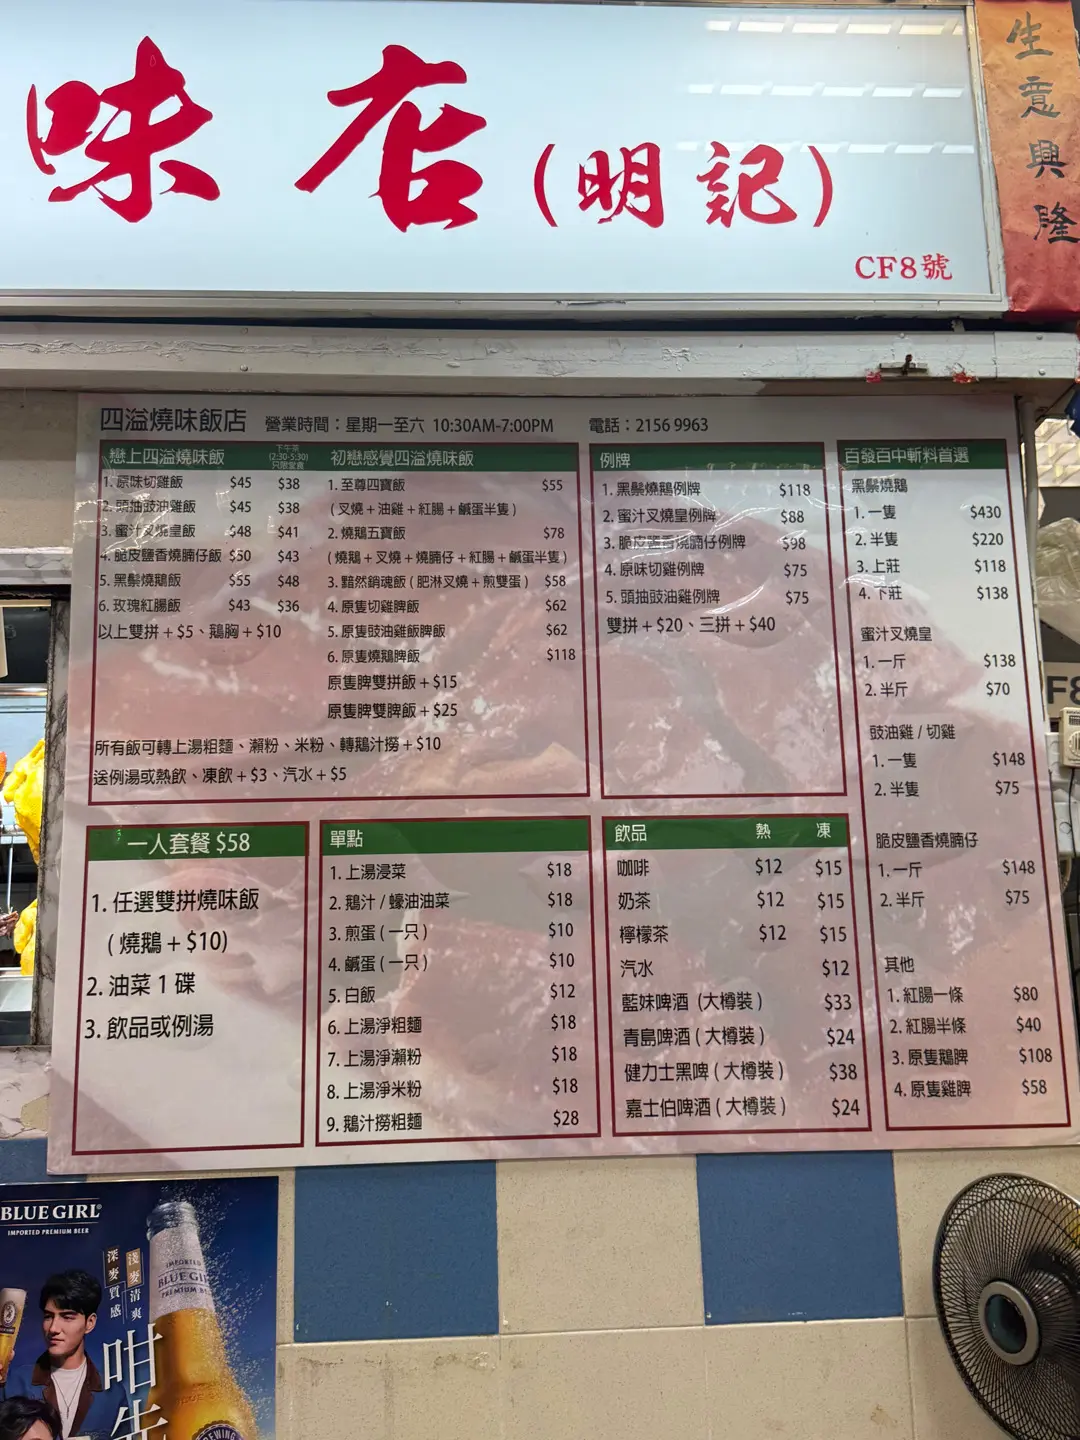 味店(明記)
CF8號
生意興隆
四溢燒味飯店 營業時間：星期一至六 10:30AM-7:00PM 電話：2156 9963
戀上四溢燒味飯 下午茶 (2:30-5:30) 只限堂食
1. 原味切雞飯 $45 $38
2. 頭抽豉油雞飯 $45 $38
3. 蜜汁叉燒皇飯 $48 $41
4. 脆皮鹽香燒腩仔飯 $50 $43
5. 黑鬃燒鵝飯 $55 $48
6. 玫瑰紅腸飯 $43 $36
以上雙拼+$5、鵝胸+$10
初戀感覺四溢燒味飯
1. 至尊四寶飯 $55
(叉燒+油雞+紅腸+鹹蛋半隻)
2. 燒鵝五寶飯 $78
(燒鵝+叉燒+燒腩仔+紅腸+鹹蛋半隻)
3. 黯然銷魂飯(肥淋叉燒+煎雙蛋) $58
4. 原隻切雞脾飯 $62
5. 原隻豉油雞飯脾飯 $62
6. 原隻燒鵝脾飯 $118
原隻脾雙拼飯+$15
原隻脾雙脾飯+$25
所有飯可轉上湯粗麵、瀨粉、米粉、轉鵝汁撈+$10
送例湯或熱飲、凍飲+$3、汽水+$5
例牌
1. 黑鬃燒鵝例牌 $118
2. 蜜汁叉燒皇例牌 $88
3. 脆皮鹽香燒腩仔例牌 $98
4. 原味切雞例牌 $75
5. 頭抽豉油雞例牌 $75
雙拼+$20、三拼+$40
百發百中斬料首選
黑鬃燒鵝
1. 一隻 $430
2. 半隻 $220
3. 上莊 $118
4. 下莊 $138
蜜汁叉燒皇
1. 一斤 $138
2. 半斤 $70
豉油雞/切雞
1. 一隻 $148
2. 半隻 $75
脆皮鹽香燒腩仔
1. 一斤 $148
2. 半斤 $75
其他
1. 紅腸一條 $80
2. 紅腸半條 $40
3. 原隻鵝脾 $108
4. 原隻雞脾 $58
一人套餐 $58
1. 任選雙拼燒味飯
(燒鵝+$10)
2. 油菜1碟
3. 飲品或例湯
單點
1. 上湯浸菜 $18
2. 鵝汁/蠔油油菜 $18
3. 煎蛋(一只) $10
4. 鹹蛋(一只) $10
5. 白飯 $12
6. 上湯淨粗麵 $18
7. 上湯淨瀨粉 $18
8. 上湯淨米粉 $18
9. 鵝汁撈粗麵 $28
飲品 熱 凍
咖啡 $12 $15
奶茶 $12 $15
檸檬茶 $12 $15
汽水 $12
藍妹啤酒(大樽裝) $33
青島啤酒(大樽裝) $24
健力士黑啤(大樽裝) $38
嘉士伯啤酒(大樽裝) $24
BLUE GIRL
IMPORTED PREMIUM BEER
深麥質感
淺麥清爽
咁
IMPORTED
BLUE GI
PREMIUM B
F8